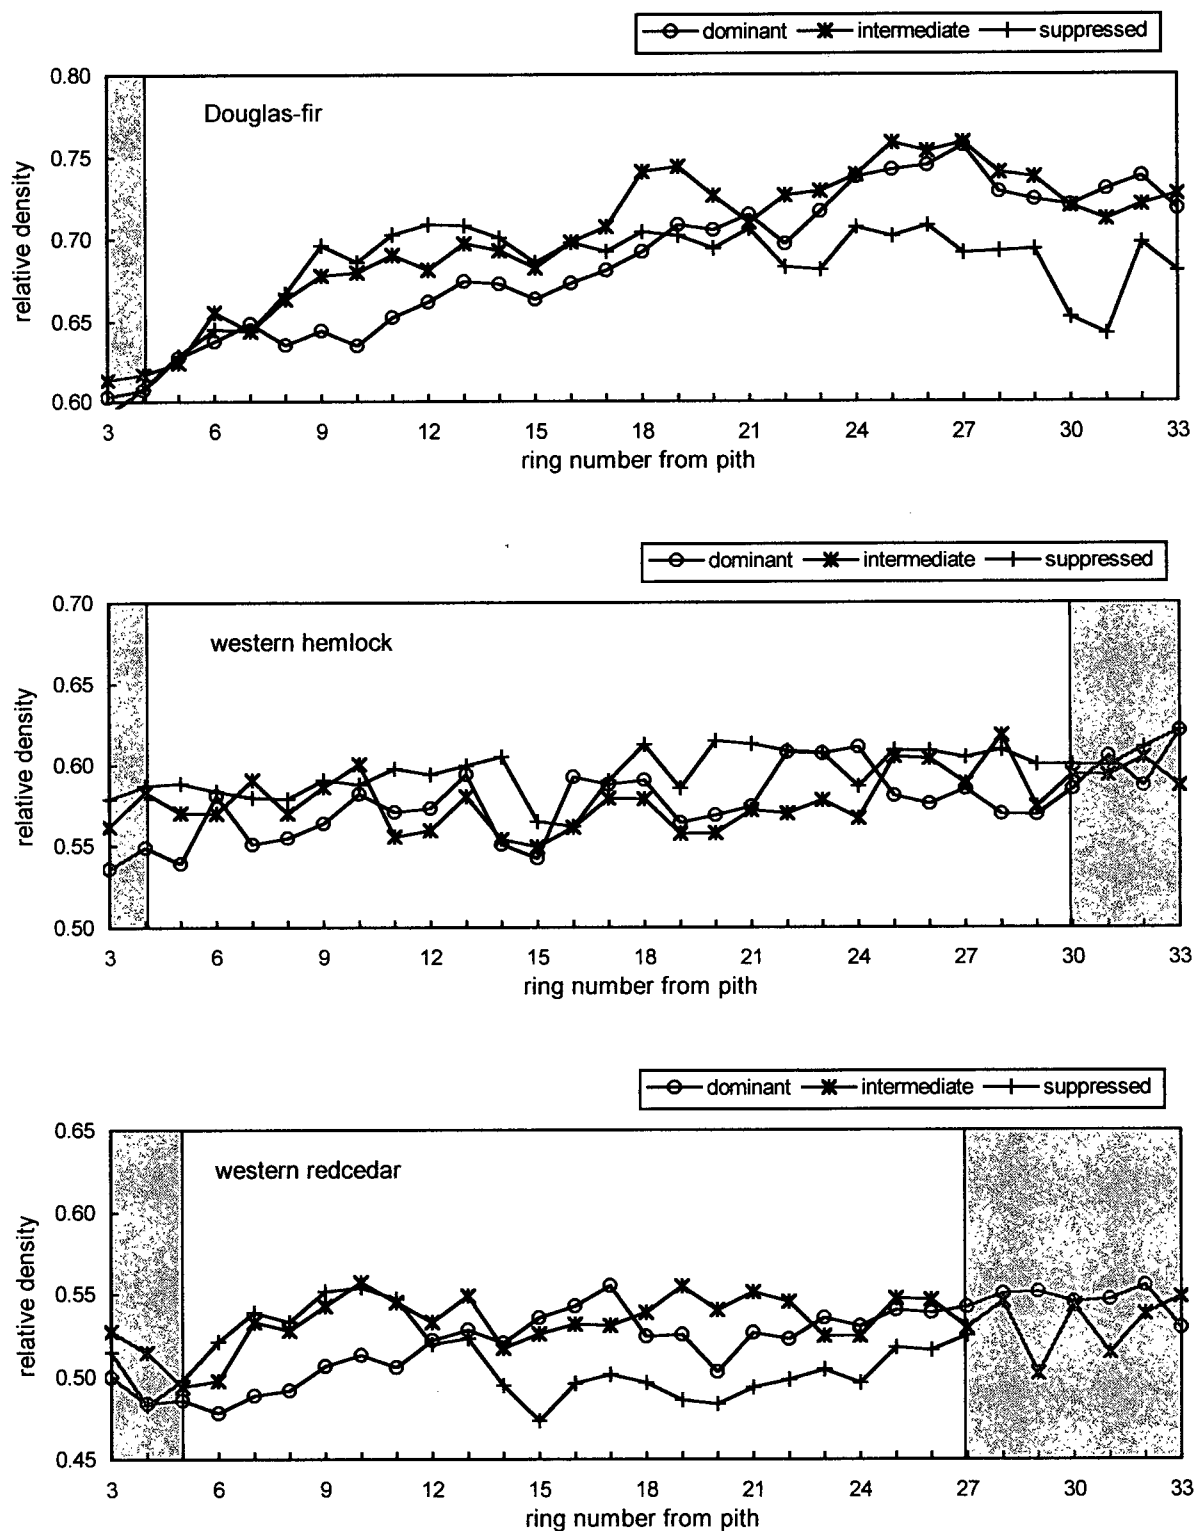 dominant intermediate suppressed
0.80
Douglas-fir
0.75
0.70
0.65
0.60
relative density
3 6 9 12 15 18 21 24 27 30 33
ring number from pith
dominant intermediate suppressed
0.70
western hemlock
0.65
0.60
0.55
0.50
relative density
3 6 9 12 15 18 21 24 27 30 33
ring number from pith
dominant intermediate suppressed
0.65
western redcedar
0.60
0.55
0.50
0.45
relative density
3 6 9 12 15 18 21 24 27 30 33
ring number from pith